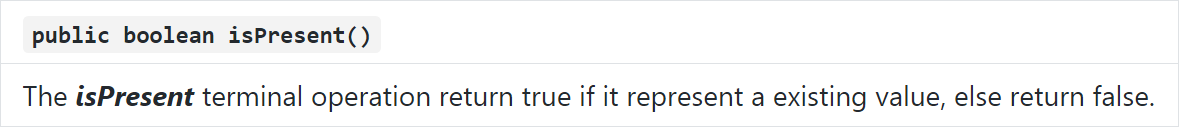 public boolean isPresent()
The isPresent terminal operation return true if it represent a existing value, else return false.